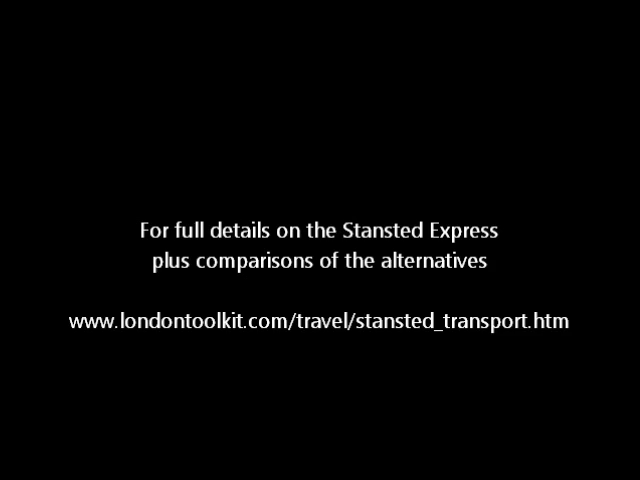 For full details on the Stansted Express
plus comparisons of the alternatives
www.londontoolkit.com/travel/stansted_transport.htm